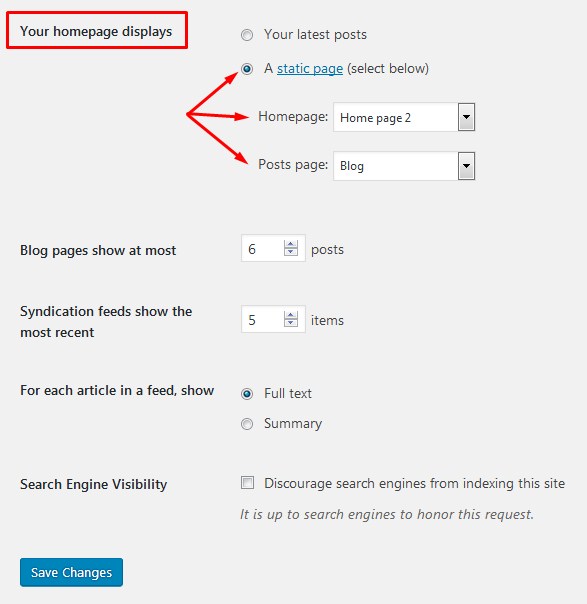 Your homepage displays
Your latest posts
A static page (select below)
Homepage: Home page 2
Posts page: Blog
Blog pages show at most 6 posts
Syndication feeds show the
most recent
5 items
For each article in a feed, show
Full text
Summary
Search Engine Visibility
Discourage search engines from indexing this site
It is up to search engines to honor this request.
Save Changes